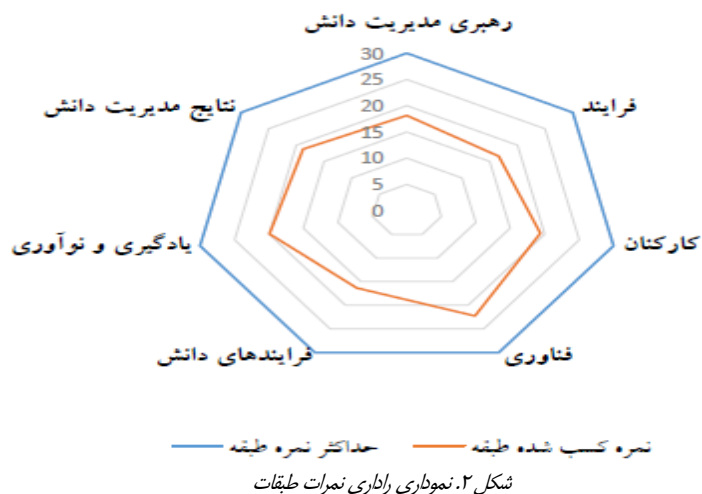 رهبری مدیریت دانش
30
25
20
15
10
5
0
فرایند
کارکنان
فناوری
فرایندهای دانش
یادگیری و نوآوری
نتایج مدیریت دانش
نمره کسب شده طبقه
حداکثر نمره طبقه
شکل ۲. نموداری راداری نمرات طبقات